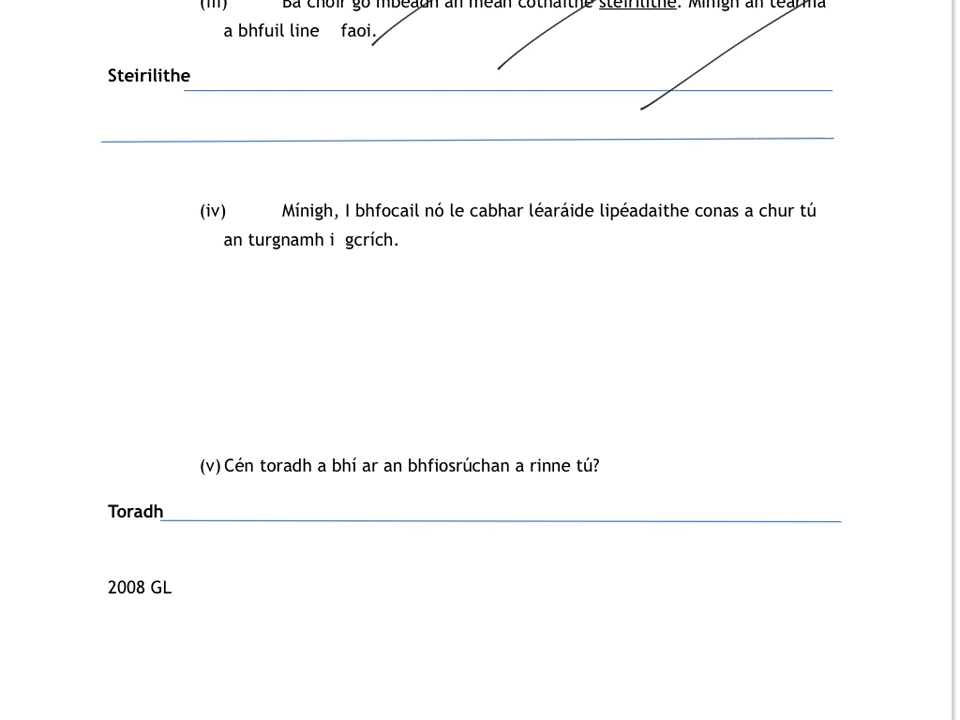 (iii) Ba chóir go mbeadh an meán cothaithe steirilithe. Mínigh an téarma
a bhfuil line faoi.
Steirilithe
(iv) Mínigh, I bhfocail nó le cabhar léaráide lipéadaithe conas a chur tú
an turgnamh i gcrích.
(v) Cén toradh a bhí ar an bhfiosrúchan a rinne tú?
Toradh
2008 GL